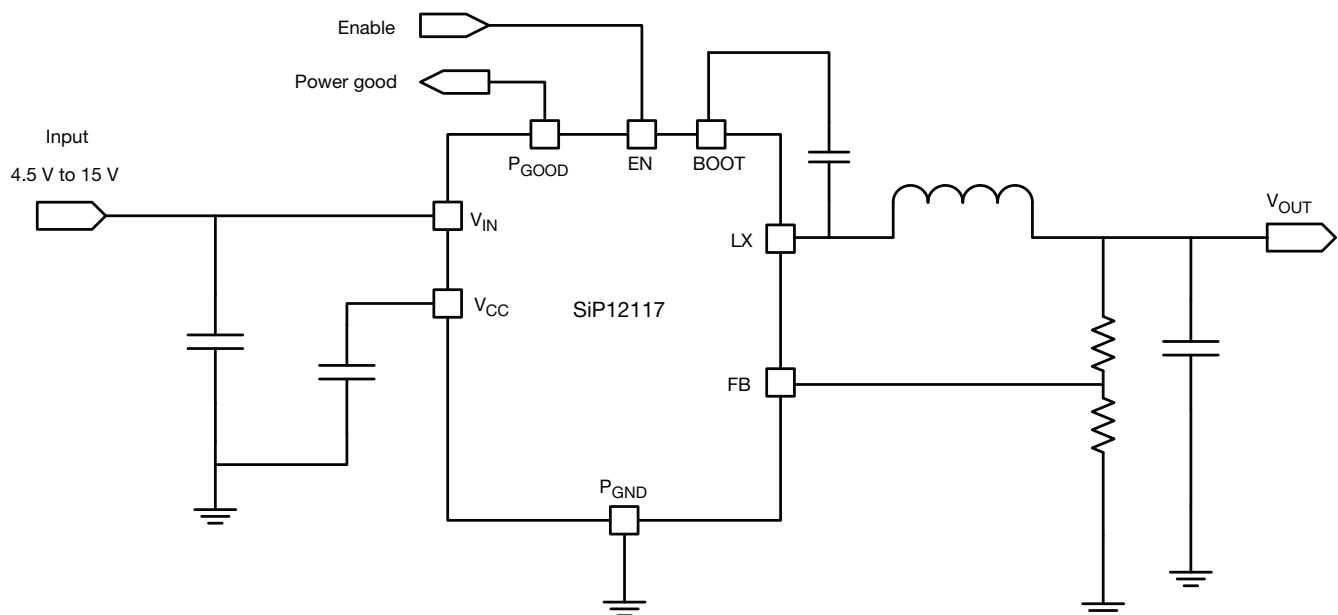 Enable
Power good
Input
4.5 V to 15 V
PGOOD
EN
BOOT
VIN
LX
VOUT
VCC
SiP12117
FB
PGND